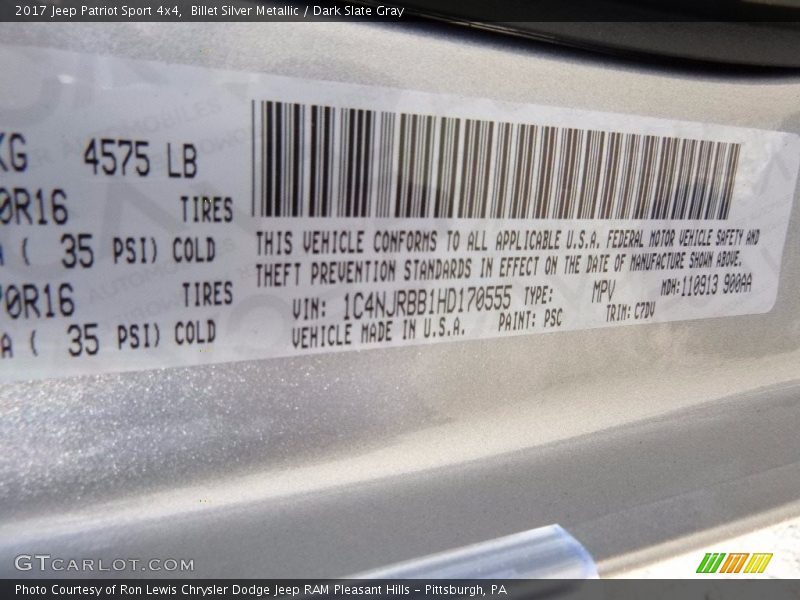 2017 Jeep Patriot Sport 4x4,  Billet Silver Metallic / Dark Slate Gray
KG 4575 LB
0R16 TIRES
A ( 35 PSI) COLD
70R16 TIRES
A ( 35 PSI) COLD
THIS VEHICLE CONFORMS TO ALL APPLICABLE U.S.A. FEDERAL MOTOR VEHICLE SAFETY AND
THEFT PREVENTION STANDARDS IN EFFECT ON THE DATE OF MANUFACTURE SHOWN ABOVE.
VIN: 1C4NJRBB1HD170555 TYPE: MPV MDH:110913 900AA
VEHICLE MADE IN U.S.A. PAINT: PSC TRIM: C7DV
GTCARLOT.COM
Photo Courtesy of Ron Lewis Chrysler Dodge Jeep RAM Pleasant Hills - Pittsburgh, PA